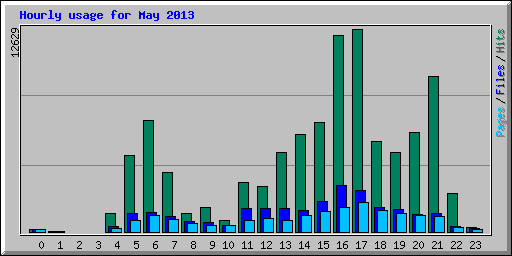 Hourly usage for May 2013
12629
Pages / Files / Hits
0 1 2 3 4 5 6 7 8 9 10 11 12 13 14 15 16 17 18 19 20 21 22 23